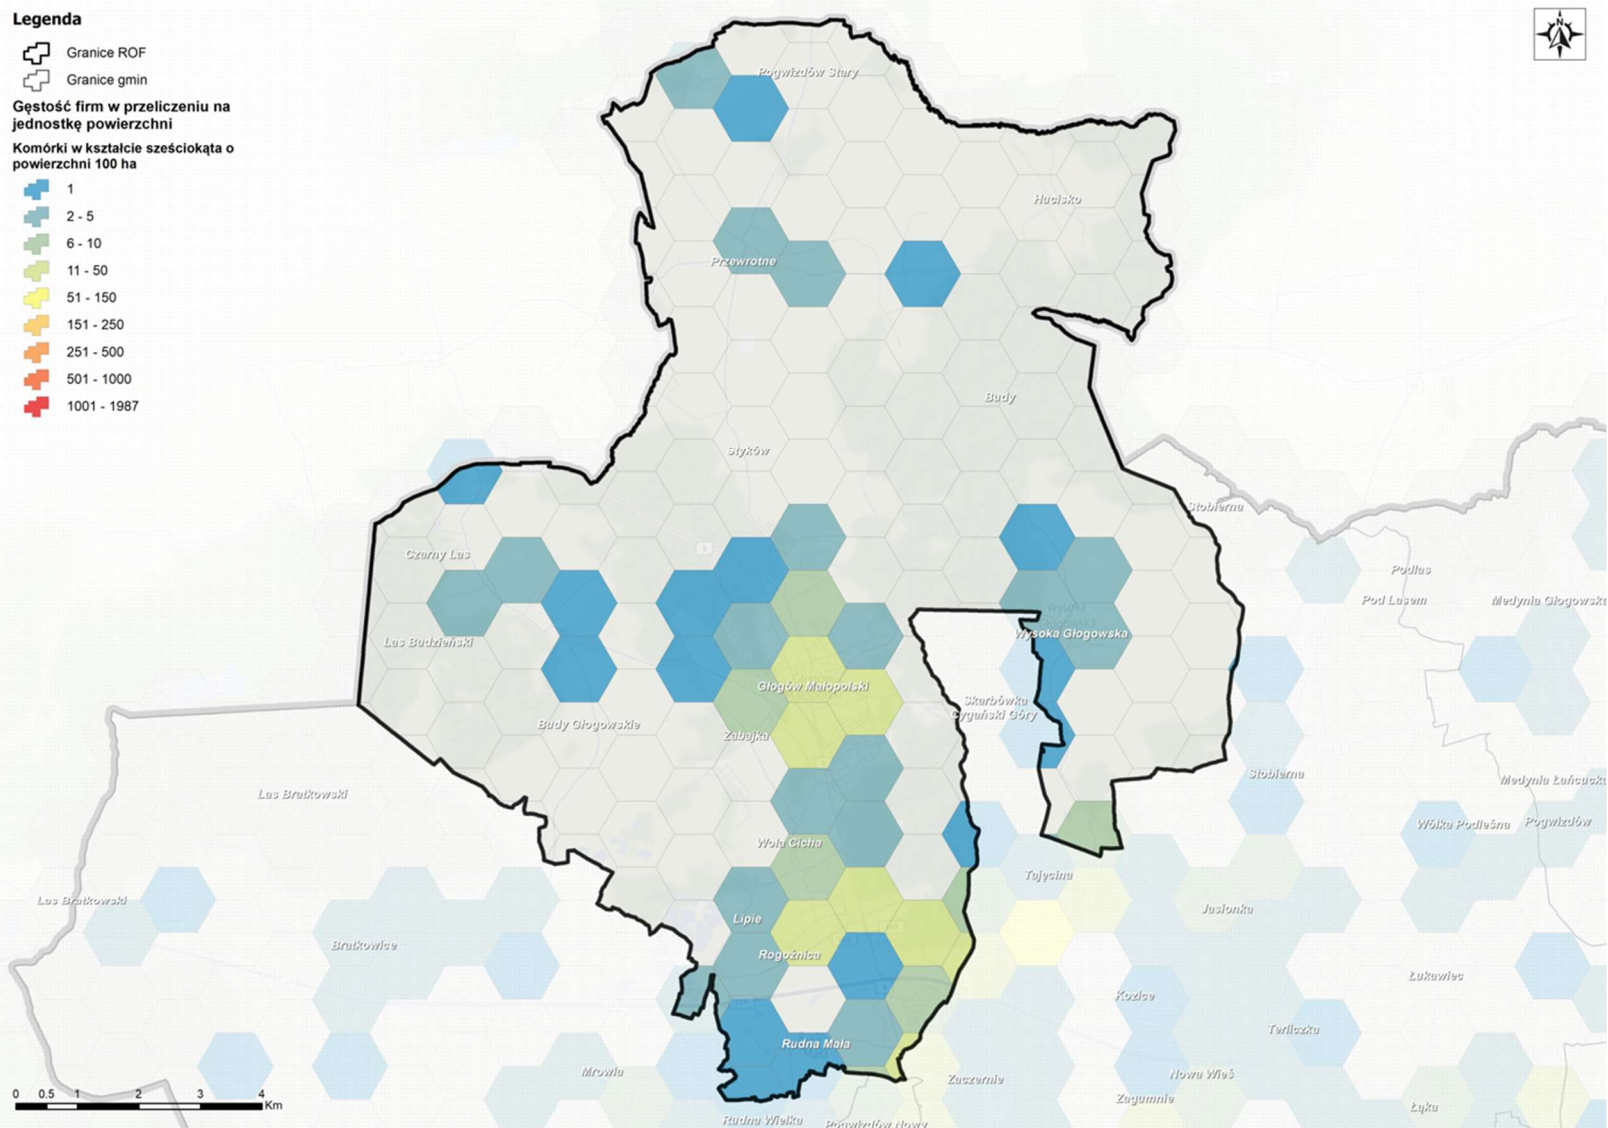 Legenda
N
Granice ROF
Granice gmin
Gęstość firm w przeliczeniu na
jednostkę powierzchni
Komórki w kształcie sześciokąta o
powierzchni 100 ha
1
2 - 5
6 - 10
11 - 50
51 - 150
151 - 250
251 - 500
501 - 1000
1001 - 1987
Pogwizdów Stary
Hucisko
Przewrotne
Budy
Styków
Stobierna
Czarny Las
Podlas
Pod Lasem
Medynia Głogowska
Wysoka Głogowska
Las Budzieński
Głogów Małopolski
Skarbówka
Cygański Góry
Budy Głogowskie
Zabajka
Stobierna
Medynia Łańcucka
Las Bratkowski
Wólka Podleśna
Pogwizdów
Wola Cicha
Tajęcina
Las Bratkowski
Jasionka
Lipie
Bratkowice
Rogoźnica
Łukawiec
Kozice
Terliczka
Rudna Mała
Mrowla
Zaczernie
Nowa Wieś
Zagumnie
Łąka
Rudna Wielka
Pogwizdów Nowy
0 0.5 1 2 3 4
Km